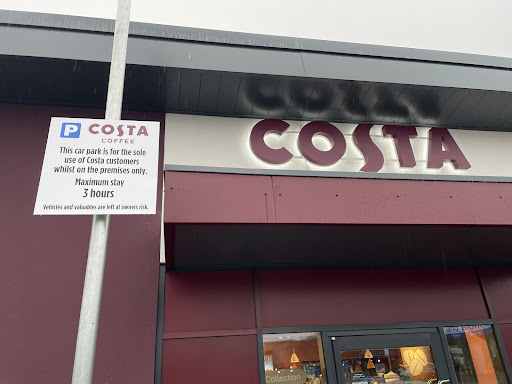 P COSTA
COFFEE
This car park is for the sole
use of Costa customers
whilst on the premises only.
Maximum stay
3 hours
Vehicles and valuables are left at owners risk.
COSTA
Collection